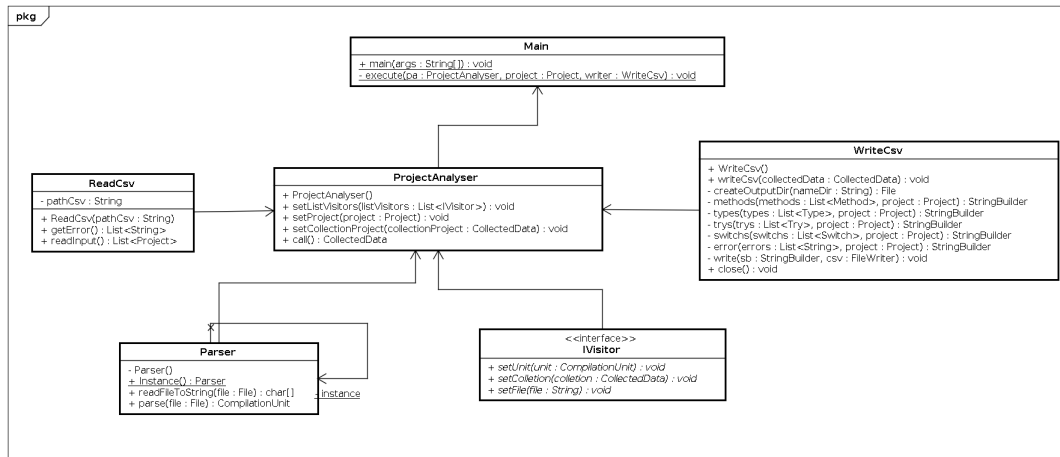 pkg
Main
+ main(args : String[]) : void
- execute(pa : ProjectAnalyser, project : Project, writer : WriteCsv) : void
ReadCsv
- pathCsv : String
+ ReadCsv(pathCsv : String)
+ getError() : List<String>
+ readInput() : List<Project>
ProjectAnalyser
+ ProjectAnalyser()
+ setListVisitors(listVisitors : List<IVisitor>) : void
+ setProject(project : Project) : void
+ setCollectionProject(collectionProject : CollectedData) : void
+ call() : CollectedData
WriteCsv
+ WriteCsv()
+ writeCsv(collectedData : CollectedData) : void
- createOutputDir(nameDir : String) : File
- methods(methods : List<Method>, project : Project) : StringBuilder
- types(types : List<Type>, project : Project) : StringBuilder
- trys(trys : List<Try>, project : Project) : StringBuilder
- switchs(switchs : List<Switch>, project : Project) : StringBuilder
- error(errors : List<String>, project : Project) : StringBuilder
- write(sb : StringBuilder, csv : FileWriter) : void
+ close() : void
Parser
- Parser()
+ Instance() : Parser
+ readFileToString(file : File) : char[]
+ parse(file : File) : CompilationUnit
- instance
<<interface>>
IVisitor
+ setUnit(unit : CompilationUnit) : void
+ setColletion(colletion : CollectedData) : void
+ setFile(file : String) : void